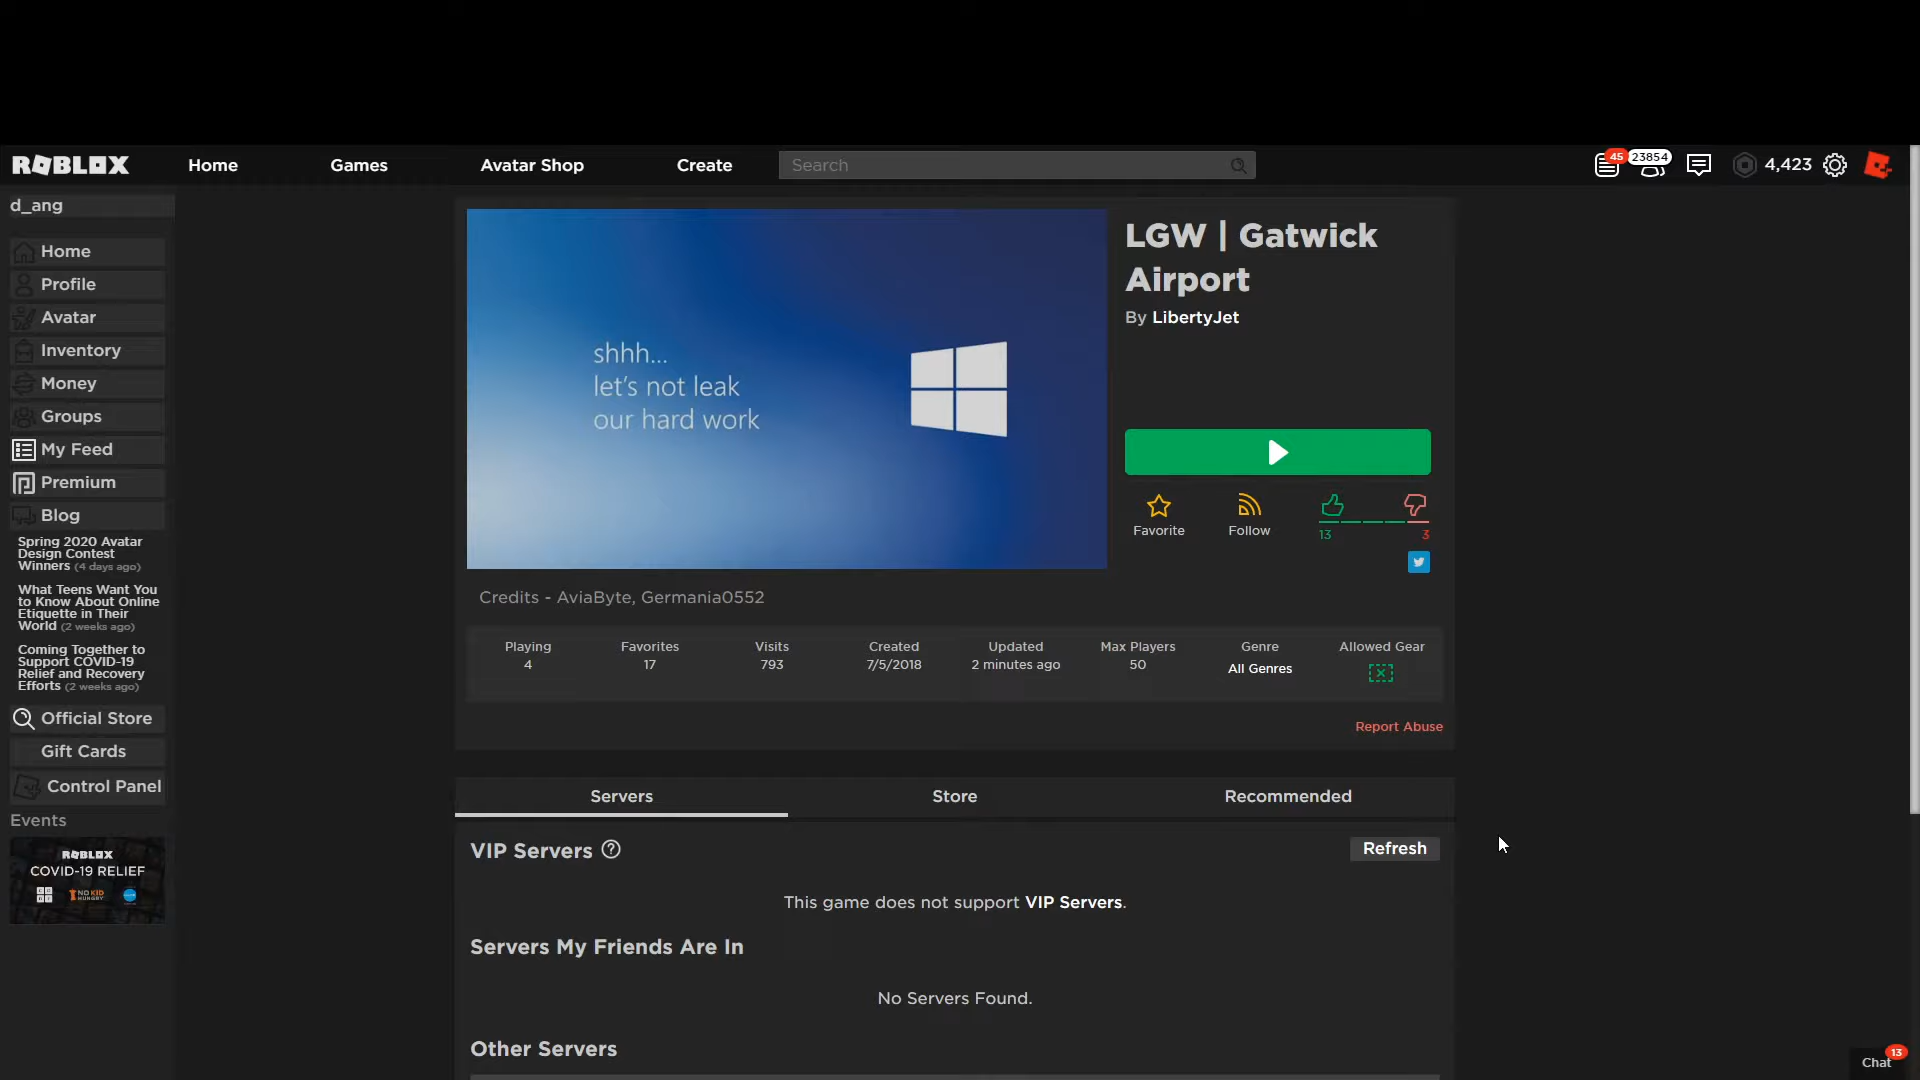 ROBLOX
Home
Games
Avatar Shop
Create
Search
45
23854
4,423
d_ang
Home
Profile
Avatar
Inventory
Money
Groups
My Feed
Premium
Blog
Spring 2020 Avatar
Design Contest
Winners (4 days ago)
What Teens Want You
to Know About Online
Etiquette in Their
World (2 weeks ago)
Coming Together to
Support COVID-19
Relief and Recovery
Efforts (2 weeks ago)
Official Store
Gift Cards
Control Panel
Events
ROBLOX
COVID-19 RELIEF
NO KID
HUNGRY
shhh...
let's not leak
our hard work
LGW | Gatwick
Airport
By LibertyJet
Favorite
Follow
13
3
Credits - AviaByte, Germania0552
Playing
4
Favorites
17
Visits
793
Created
7/5/2018
Updated
2 minutes ago
Max Players
50
Genre
All Genres
Allowed Gear
Report Abuse
Servers
Store
Recommended
VIP Servers
Refresh
This game does not support VIP Servers.
Servers My Friends Are In
No Servers Found.
Other Servers
Chat
13